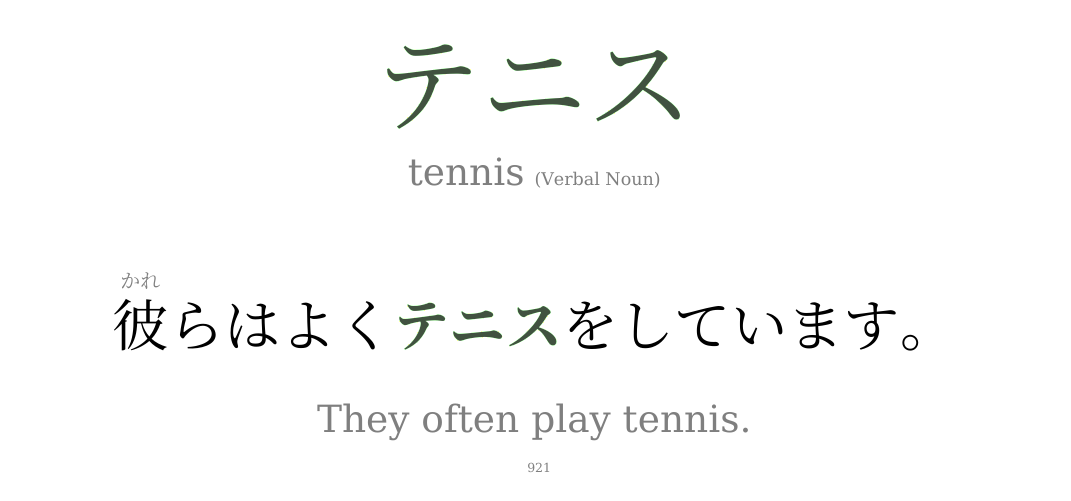 テニス
tennis (Verbal Noun)
かれ
彼らはよくテニスをしています。
They often play tennis.
921